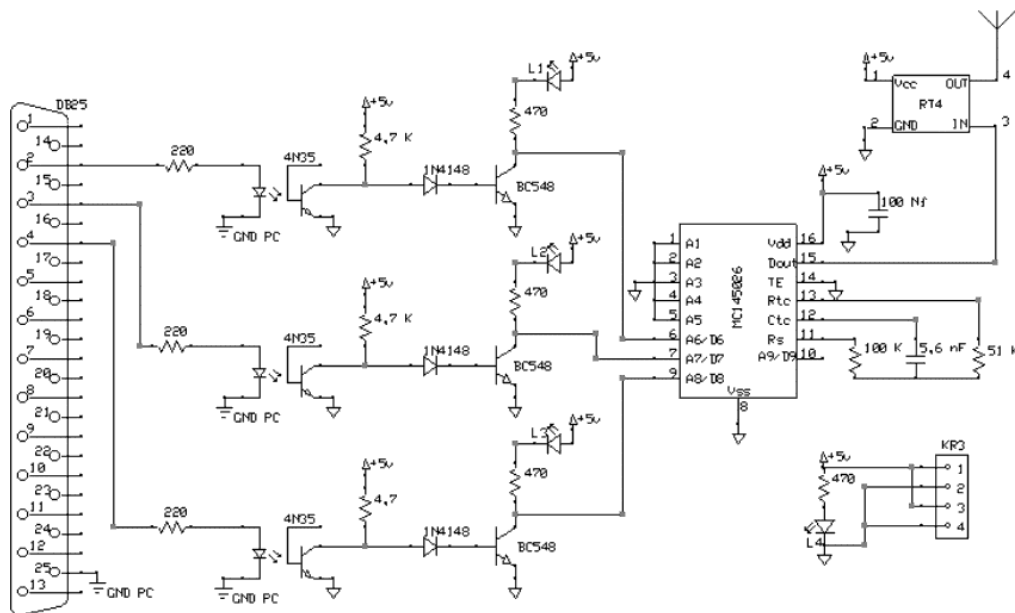 DB25
1
14
2
15
3
16
4
17
5
18
6
19
7
20
8
21
9
22
10
23
11
24
12
25
13
GND PC
220
4N35
GND PC
+5v
4,7 K
1N4148
L1
+5v
470
BC548
220
GND PC
+5v
4,7 K
1N4148
L2
+5v
470
BC548
220
4N35
GND PC
+5v
4,7
1N4148
L3
+5v
470
BC548
MC145026
1 A1
2 A2
3 A3
4 A4
5 A5
6 A6/D6
7 A7/D7
9 A8/D8
Vss
8
Vdd 16
Dout 15
TE 14
Rtc 13
Ctc 12
Rs 11
A9/D9 10
+5v
100 Nf
100 K
5,6 nF
51 K
+5v
1 Vcc OUT 4
RT4
2 GND IN 3
+5v
470
L4
KR3
1
2
3
4